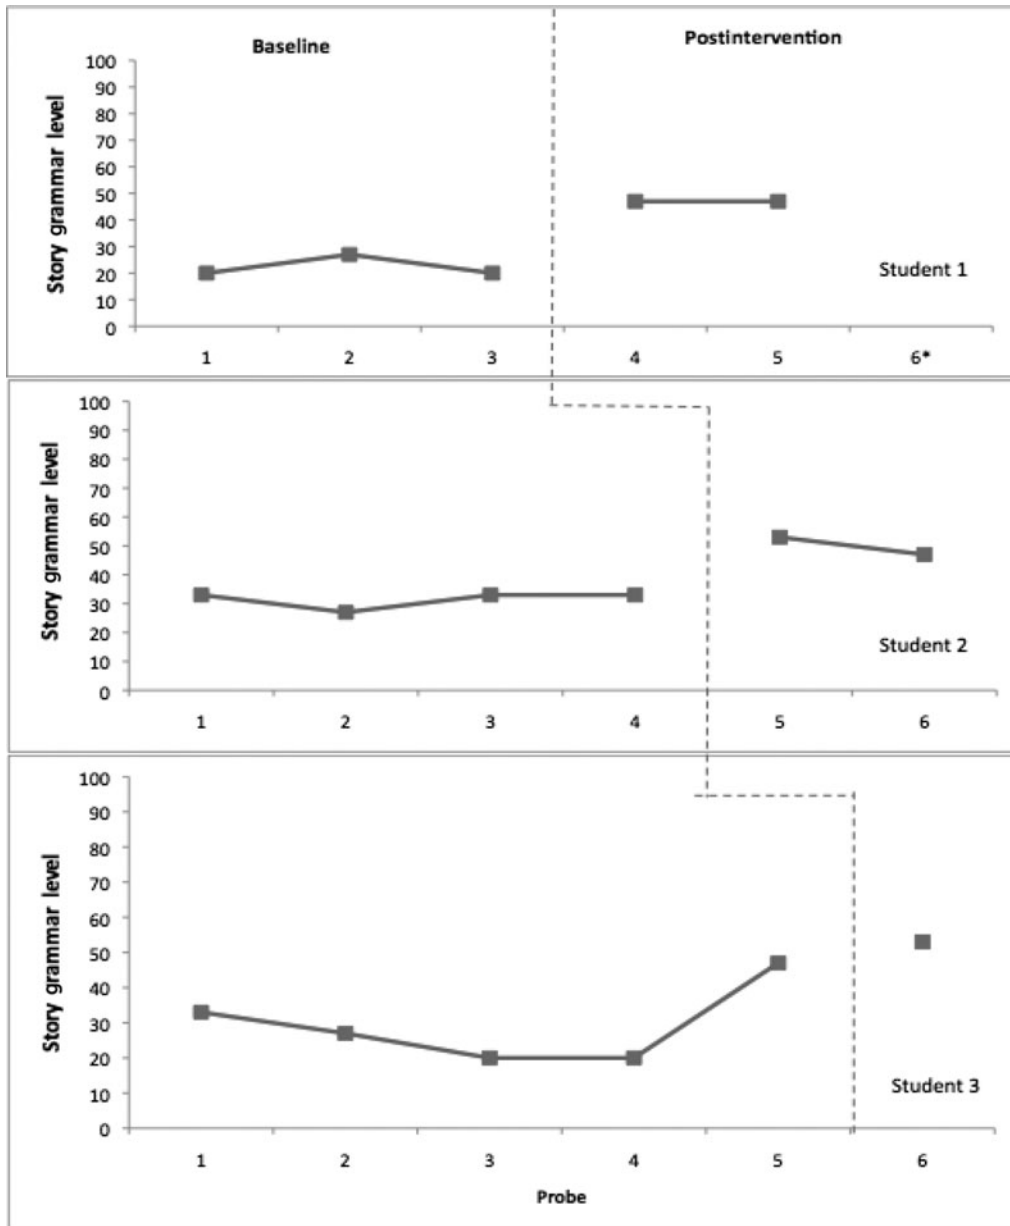 Baseline
Postintervention
Story grammar level
100
90
80
70
60
50
40
30
20
10
0
Student 1
1 2 3 4 5 6*
Story grammar level
100
90
80
70
60
50
40
30
20
10
0
Student 2
1 2 3 4 5 6
Story grammar level
100
90
80
70
60
50
40
30
20
10
0
Student 3
1 2 3 4 5 6
Probe